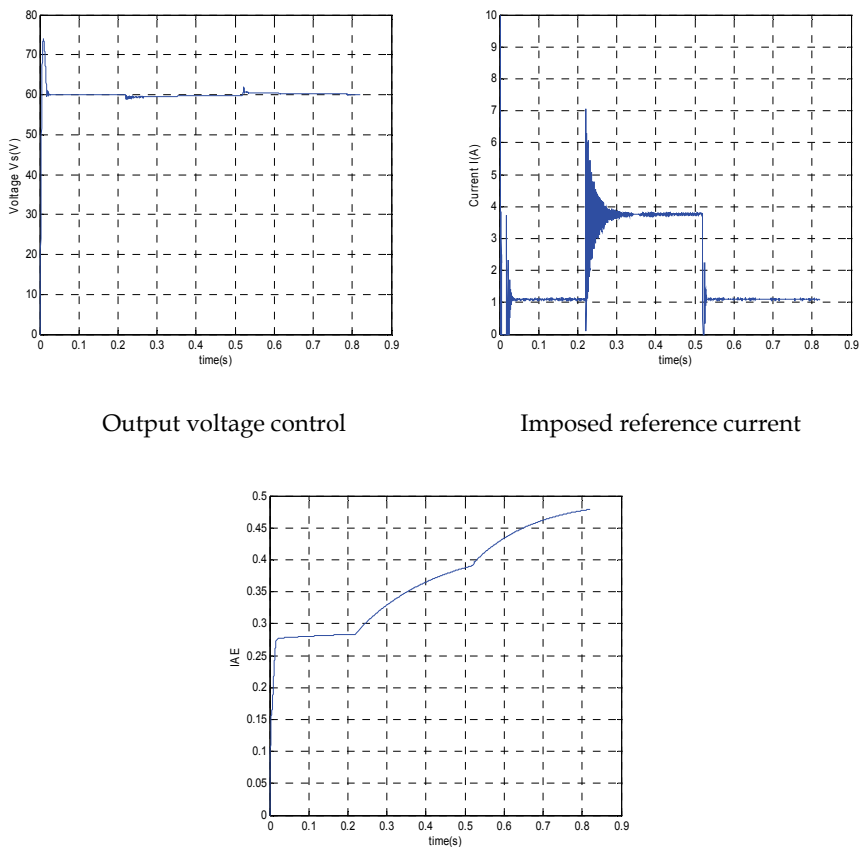 80
70
60
50
40
30
20
10
0
Voltage Vs(V)
0 0.1 0.2 0.3 0.4 0.5 0.6 0.7 0.8 0.9
time(s)
10
9
8
7
6
5
4
3
2
1
0
Current I(A)
0 0.1 0.2 0.3 0.4 0.5 0.6 0.7 0.8 0.9
time(s)
Output voltage control
Imposed reference current
0.5
0.45
0.4
0.35
0.3
0.25
0.2
0.15
0.1
0.05
0
IAE
0 0.1 0.2 0.3 0.4 0.5 0.6 0.7 0.8 0.9
time(s)